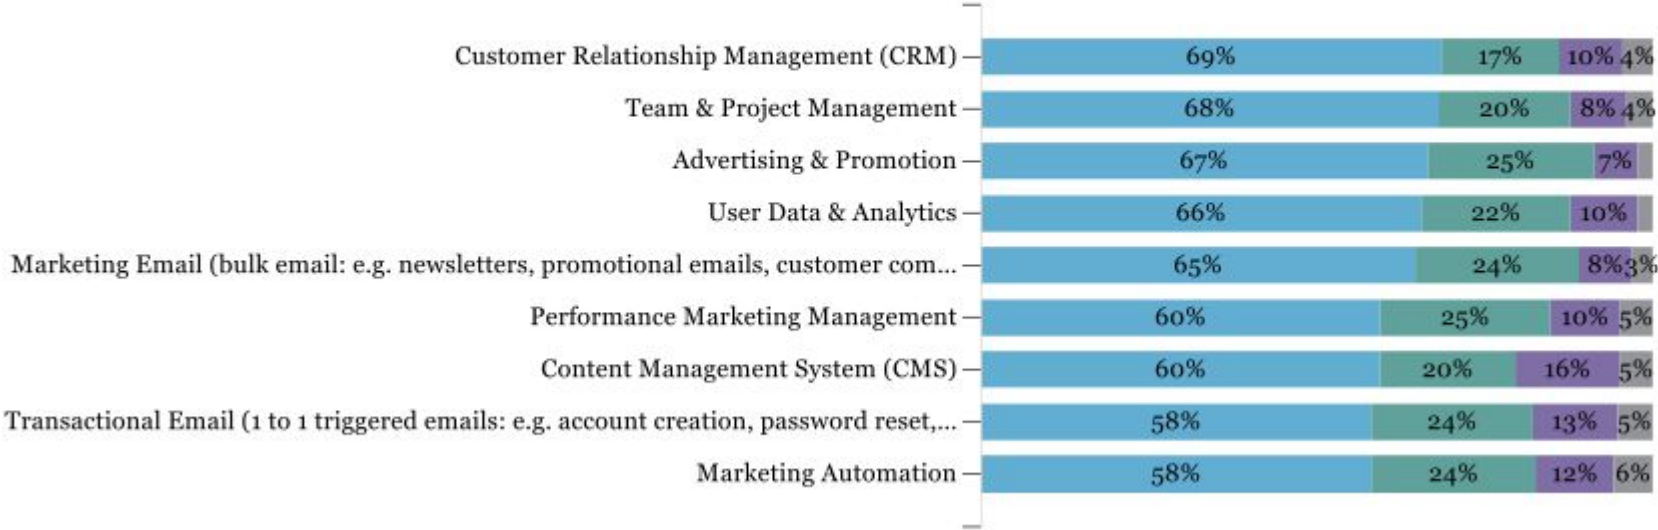 Customer Relationship Management (CRM) 69% 17% 10% 4%
Team & Project Management 68% 20% 8% 4%
Advertising & Promotion 67% 25% 7%
User Data & Analytics 66% 22% 10%
Marketing Email (bulk email: e.g. newsletters, promotional emails, customer com... 65% 24% 8% 3%
Performance Marketing Management 60% 25% 10% 5%
Content Management System (CMS) 60% 20% 16% 5%
Transactional Email (1 to 1 triggered emails: e.g. account creation, password reset,... 58% 24% 13% 5%
Marketing Automation 58% 24% 12% 6%